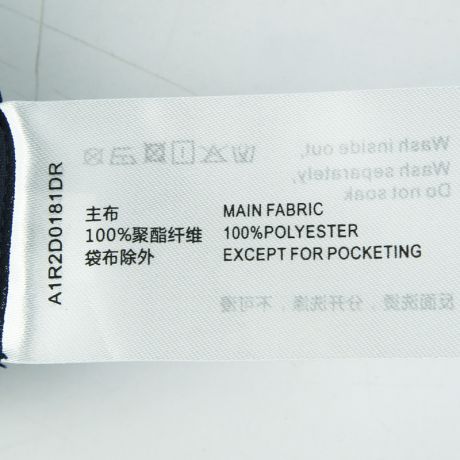 A1R2D0181DR
主布
100%聚酯纤维
袋布除外
MAIN FABRIC
100%POLYESTER
EXCEPT FOR POCKETING
Wash inside out,
Wash separately,
Do not soak
反面洗烫，分开洗涤，不可浸